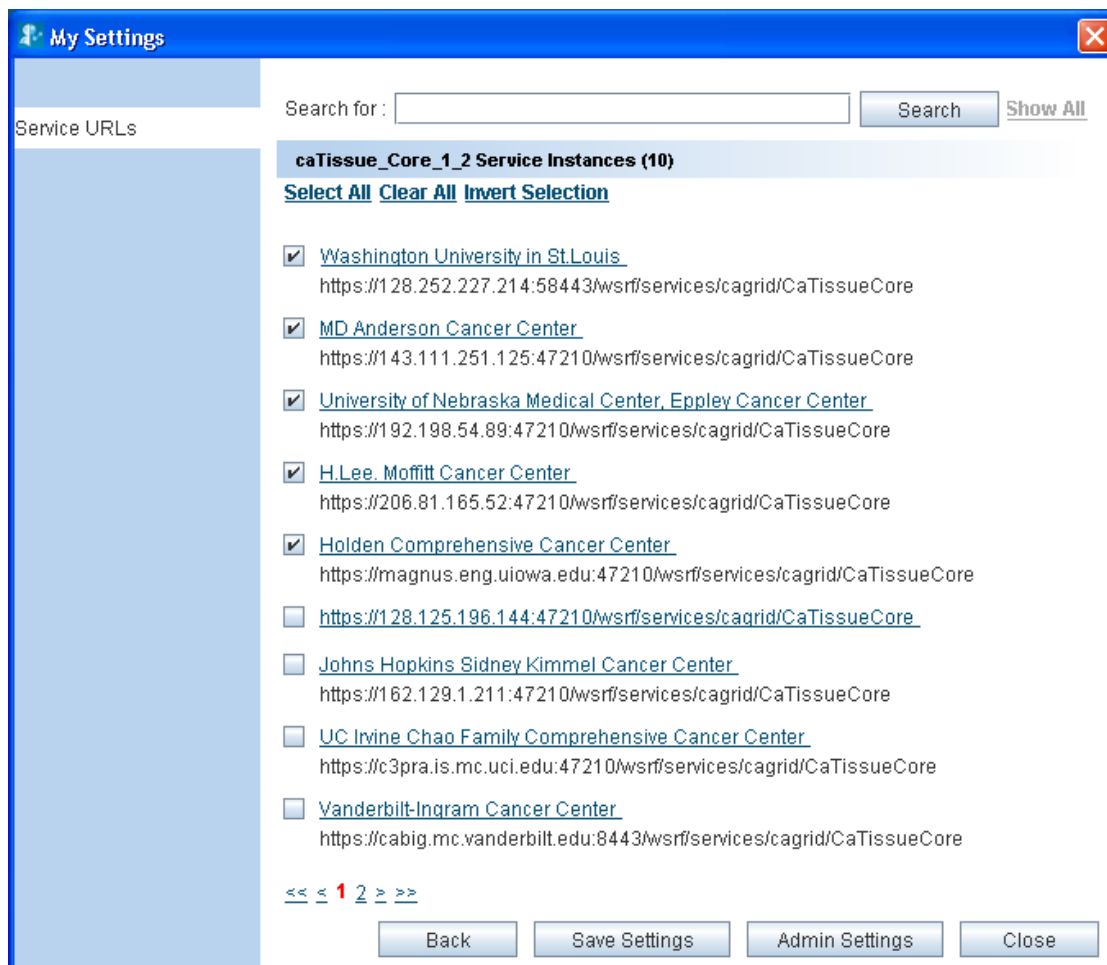 My Settings
Service URLs
Search for :
Search
Show All
caTissue_Core_1_2 Service Instances (10)
Select All Clear All Invert Selection
Washington University in St.Louis
https://128.252.227.214:58443/wsrf/services/cagrid/CaTissueCore
MD Anderson Cancer Center
https://143.111.251.125:47210/wsrf/services/cagrid/CaTissueCore
University of Nebraska Medical Center, Eppley Cancer Center
https://192.198.54.89:47210/wsrf/services/cagrid/CaTissueCore
H.Lee. Moffitt Cancer Center
https://206.81.165.52:47210/wsrf/services/cagrid/CaTissueCore
Holden Comprehensive Cancer Center
https://magnus.eng.uiowa.edu:47210/wsrf/services/cagrid/CaTissueCore
https://128.125.196.144:47210/wsrf/services/cagrid/CaTissueCore
Johns Hopkins Sidney Kimmel Cancer Center
https://162.129.1.211:47210/wsrf/services/cagrid/CaTissueCore
UC Irvine Chao Family Comprehensive Cancer Center
https://c3pra.is.mc.uci.edu:47210/wsrf/services/cagrid/CaTissueCore
Vanderbilt-Ingram Cancer Center
https://cabig.mc.vanderbilt.edu:8443/wsrf/services/cagrid/CaTissueCore
<< < 1 2 > >>
Back Save Settings Admin Settings Close